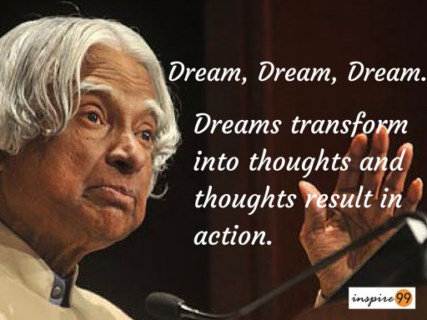 Dream, Dream, Dream.
Dreams transform
into thoughts and
thoughts result in
action.
inspire99